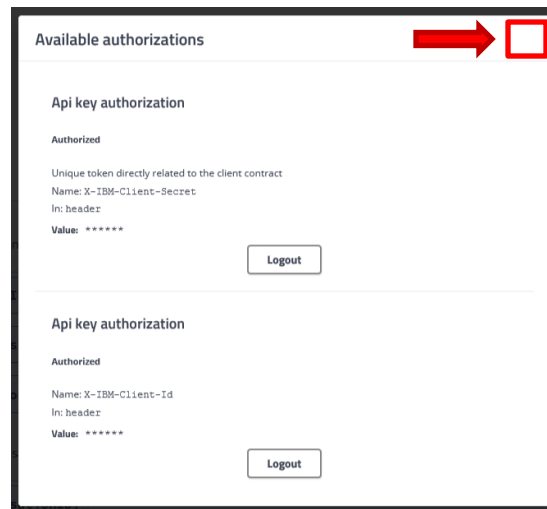 Available authorizations
Api key authorization
Authorized
Unique token directly related to the client contract
Name: X-IBM-Client-Secret
In: header
Value: ******
Logout
Api key authorization
Authorized
Name: X-IBM-Client-Id
In: header
Value: ******
Logout